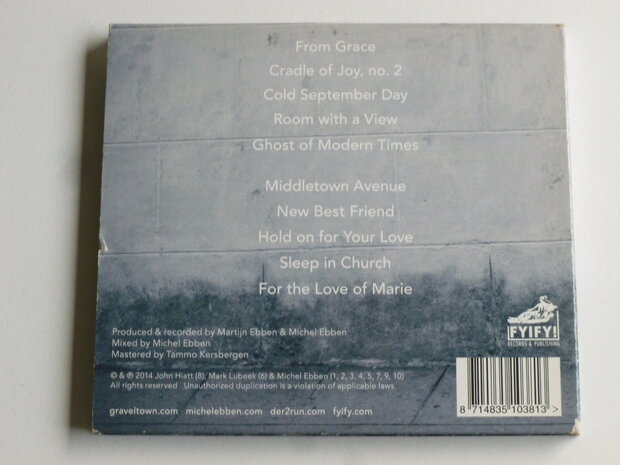 From Grace
Cradle of Joy, no. 2
Cold September Day
Room with a View
Ghost of Modern Times
Middletown Avenue
New Best Friend
Hold on for Your Love
Sleep in Church
For the Love of Marie
Produced & recorded by Martijn Ebben & Michel Ebben
Mixed by Michel Ebben
Mastered by Tammo Kersbergen
© & ℗ 2014 John Hiatt (8), Mark Lubeek (6) & Michel Ebben (1, 2, 3, 4, 5, 7, 9, 10)
All rights reserved Unauthorized duplication is a violation of applicable laws
graveltown.com michelebben.com der2run.com fyify.com
FYIFY!
RECORDS & PUBLISHING
8 714835 103813 >